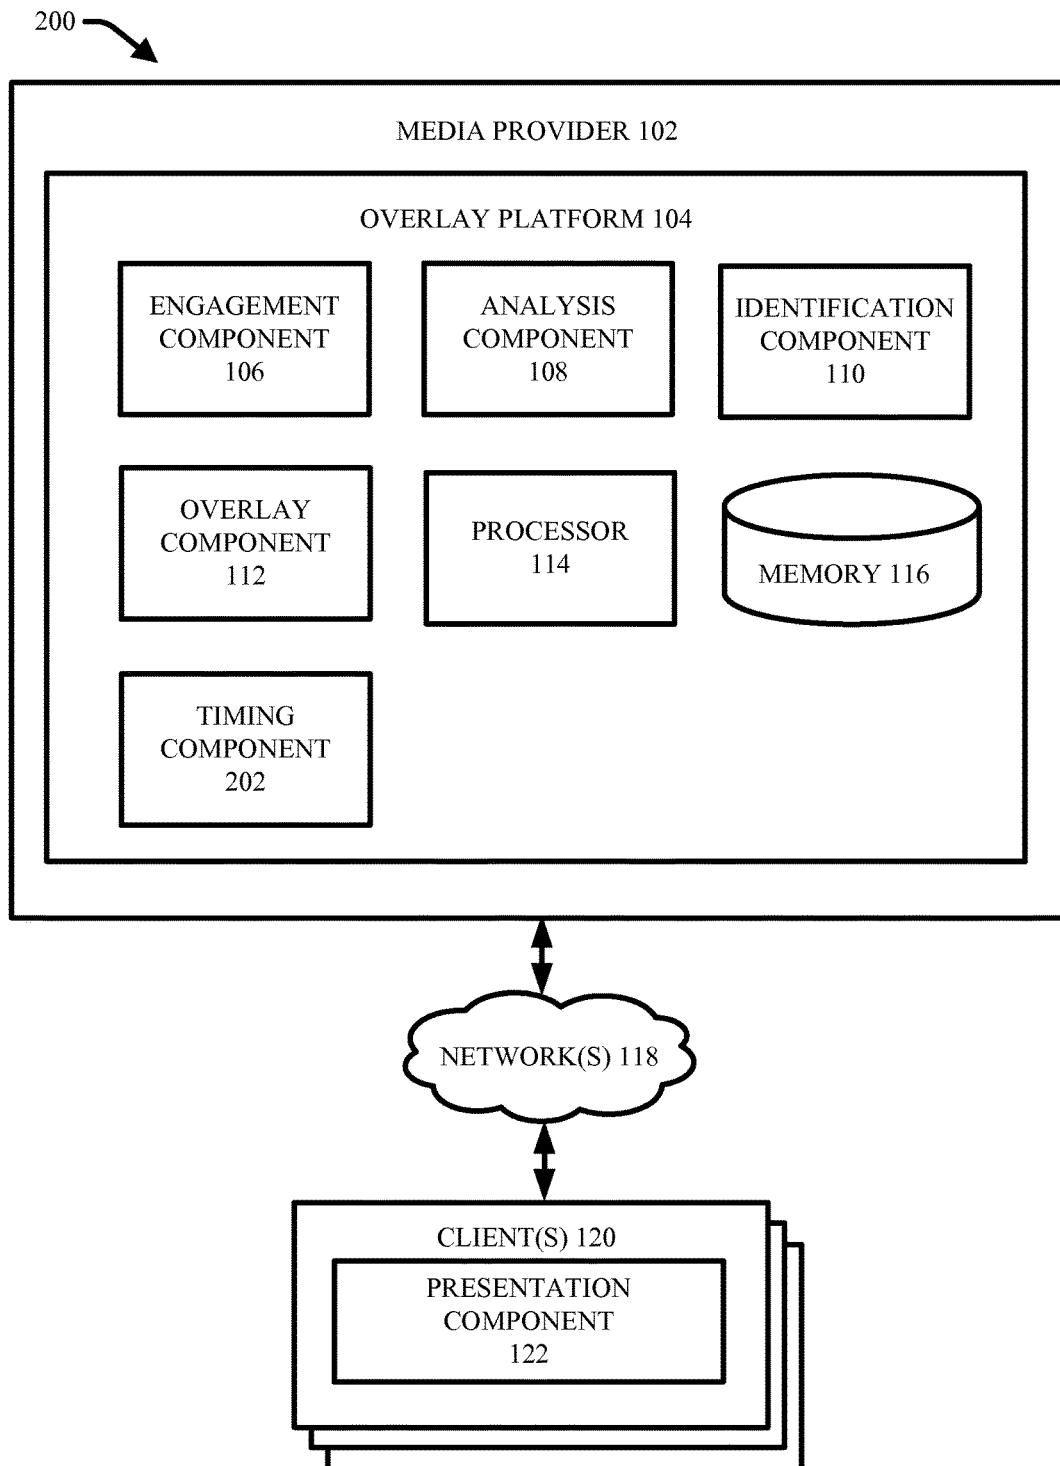 200
MEDIA PROVIDER 102
OVERLAY PLATFORM 104
ENGAGEMENT
COMPONENT
106
ANALYSIS
COMPONENT
108
IDENTIFICATION
COMPONENT
110
OVERLAY
COMPONENT
112
PROCESSOR
114
MEMORY 116
TIMING
COMPONENT
202
NETWORK(S) 118
CLIENT(S) 120
PRESENTATION
COMPONENT
122